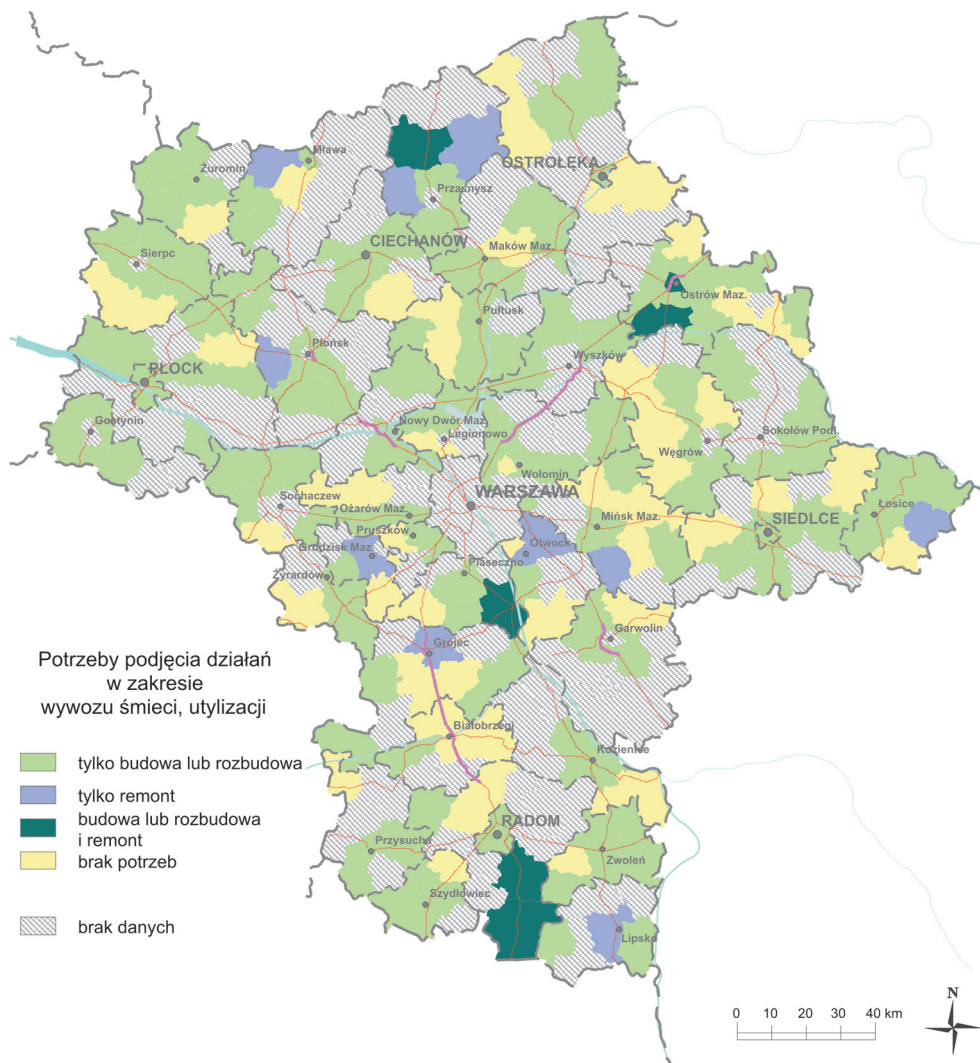 Mława
Żuromin
OSTROŁĘKA
Przasnysz
CIECHANÓW
Maków Maz.
Sierpc
Ostrów Maz.
Pułtusk
Płońsk
Wyszków
PŁOCK
Gostynin
Nowy Dwór Maz.
Legionowo
Sokołów Podl.
Węgrów
Wołomin
WARSZAWA
Sochaczew
Ożarów Maz.
Łosice
Mińsk Maz.
SIEDLCE
Pruszków
Otwock
Grodzisk Maz.
Piaseczno
Żyrardów
Garwolin
Grójec
Potrzeby podjęcia działań
w zakresie
wywozu śmieci, utylizacji
Białobrzegi
Kozienice
tylko budowa lub rozbudowa
tylko remont
budowa lub rozbudowa
i remont
brak potrzeb
brak danych
RADOM
Przysucha
Zwoleń
Szydłowiec
Lipsko
N
0 10 20 30 40 km